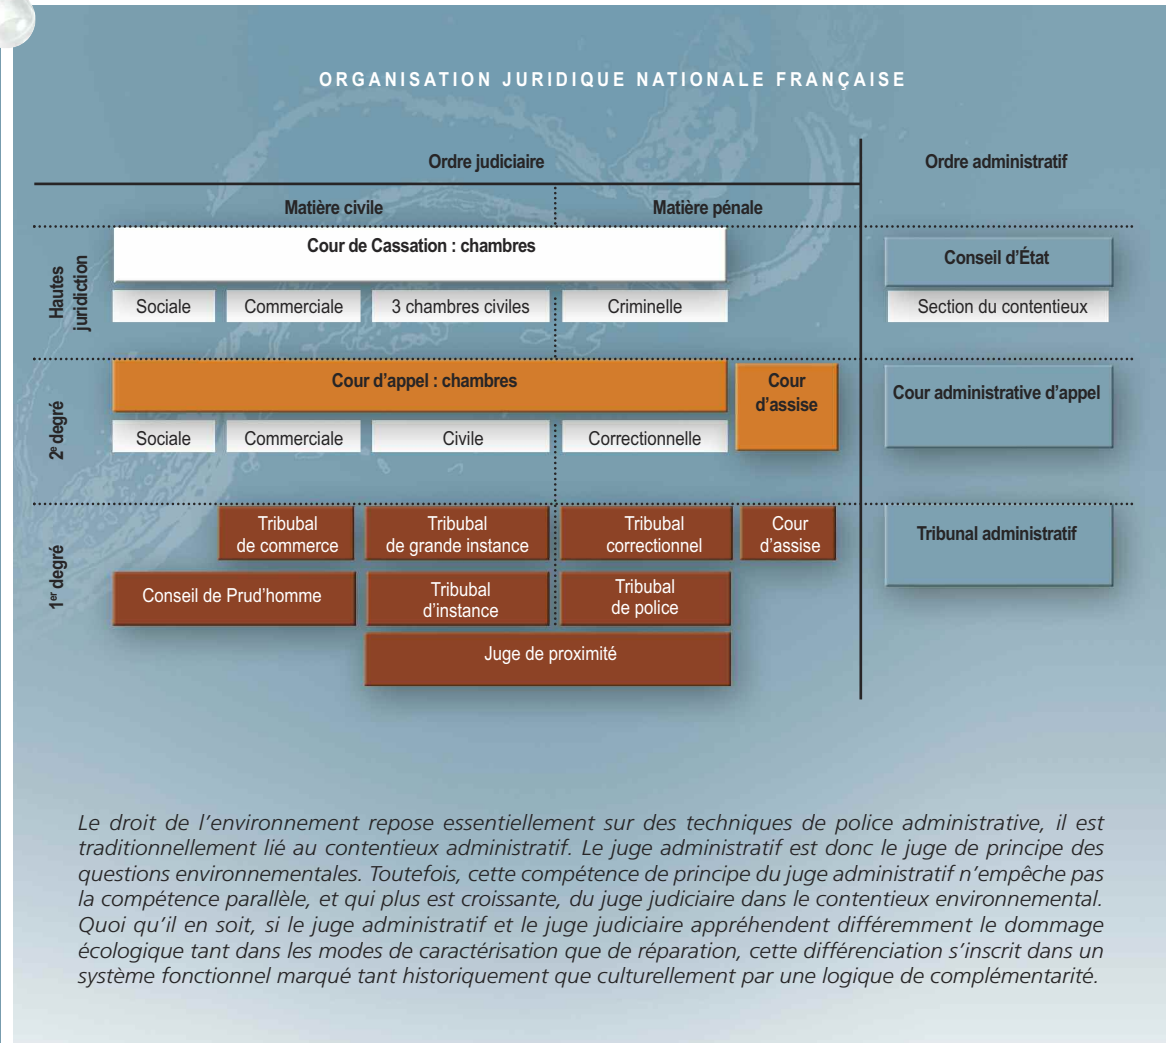 ORGANISATION JURIDIQUE NATIONALE FRANÇAISE
Ordre judiciaire
Ordre administratif
Matière civile
Matière pénale
Hautes
juridiction
Cour de Cassation : chambres
Conseil d'État
Sociale
Commerciale
3 chambres civiles
Criminelle
Section du contentieux
2e degré
Cour d'appel : chambres
Cour
d'assise
Cour administrative d'appel
Sociale
Commerciale
Civile
Correctionnelle
1er degré
Tribubal
de commerce
Tribubal
de grande instance
Tribubal
correctionnel
Cour
d'assise
Tribunal administratif
Conseil de Prud'homme
Tribubal
d'instance
Tribubal
de police
Juge de proximité
Le droit de l'environnement repose essentiellement sur des techniques de police administrative, il est
traditionnellement lié au contentieux administratif. Le juge administratif est donc le juge de principe des
questions environnementales. Toutefois, cette compétence de principe du juge administratif n'empêche pas
la compétence parallèle, et qui plus est croissante, du juge judiciaire dans le contentieux environnemental.
Quoi qu'il en soit, si le juge administratif et le juge judiciaire appréhendent différemment le dommage
écologique tant dans les modes de caractérisation que de réparation, cette différenciation s'inscrit dans un
système fonctionnel marqué tant historiquement que culturellement par une logique de complémentarité.